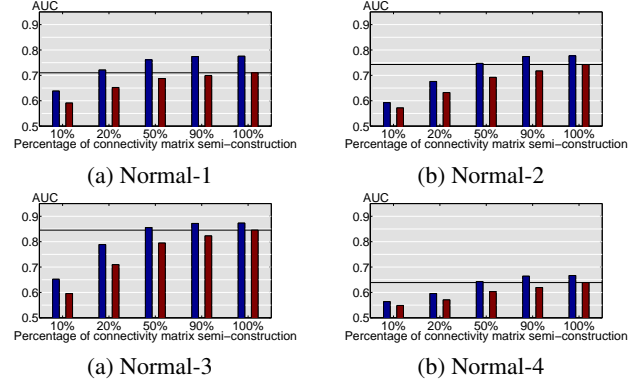 AUC AUC
0.9 0.9
0.8 0.8
0.7 0.7
0.6 0.6
0.5 0.5
10% 20% 50% 90% 100% 10% 20% 50% 90% 100%
Percentage of connectivity matrix semi-construction Percentage of connectivity matrix semi-construction
(a) Normal-1 (b) Normal-2
AUC AUC
0.9 0.9
0.8 0.8
0.7 0.7
0.6 0.6
0.5 0.5
10% 20% 50% 90% 100% 10% 20% 50% 90% 100%
Percentage of connectivity matrix semi-construction Percentage of connectivity matrix semi-construction
(a) Normal-3 (b) Normal-4